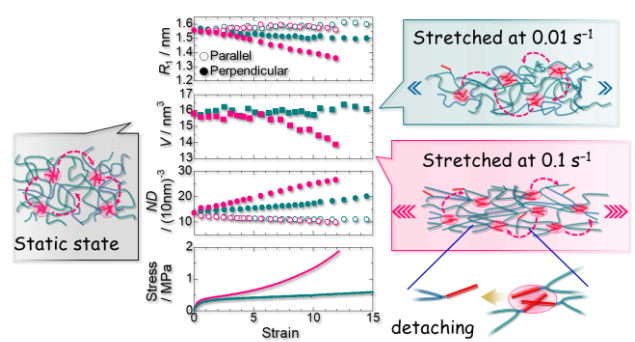 1.6
1.5
1.4
1.3
1.2
R₁ / nm
Parallel
Perpendicular
17
16
15
14
13
V / nm³
30
20
10
0
ND
/ (10nm)⁻³
2
1
0
Stress
/ MPa
0
5
10
15
Strain
Static state
Stretched at 0.01 s⁻¹
Stretched at 0.1 s⁻¹
detaching